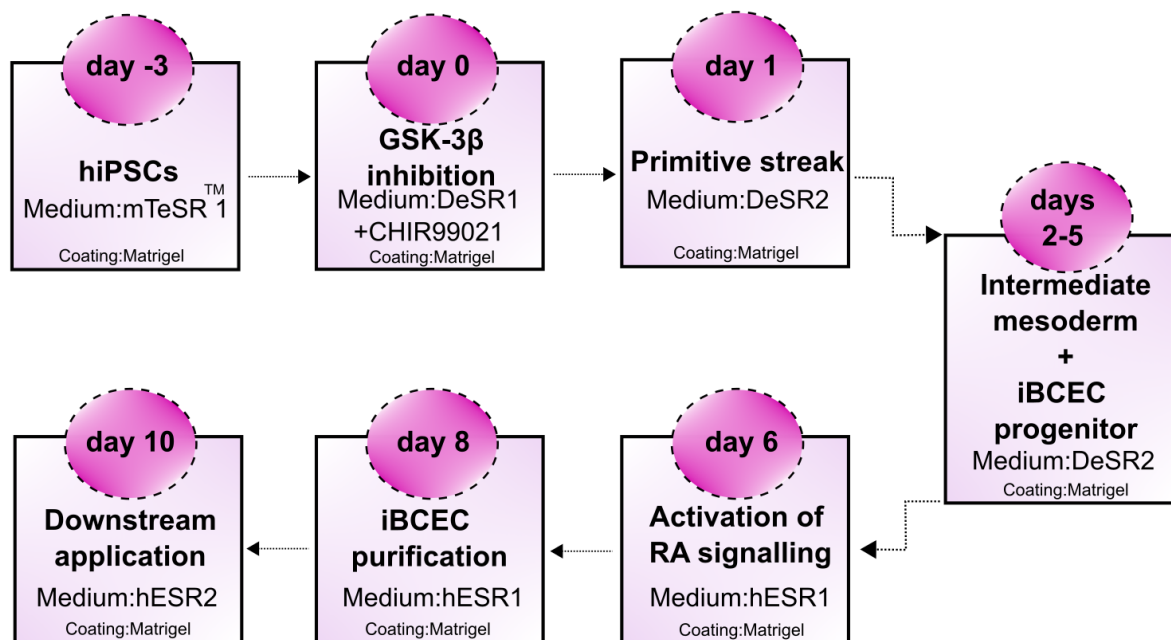 day -3
hiPSCs
Medium:mTeSR™1
Coating:Matrigel
day 0
GSK-3β
inhibition
Medium:DeSR1
+CHIR99021
Coating:Matrigel
day 1
Primitive streak
Medium:DeSR2
Coating:Matrigel
days
2-5
Intermediate
mesoderm
+
iBCEC
progenitor
Medium:DeSR2
Coating:Matrigel
day 6
Activation of
RA signalling
Medium:hESR1
Coating:Matrigel
day 8
iBCEC
purification
Medium:hESR1
Coating:Matrigel
day 10
Downstream
application
Medium:hESR2
Coating:Matrigel